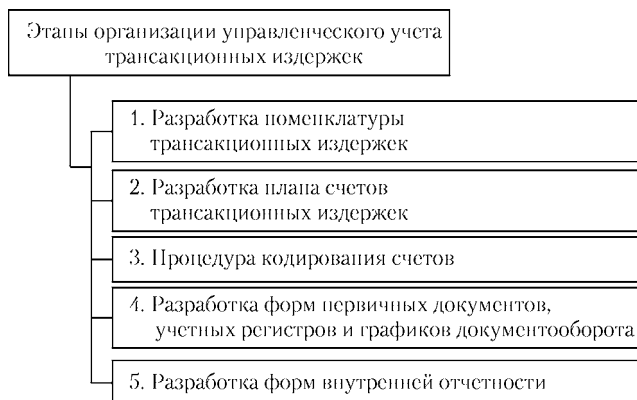 Этапы организации управленческого учета
трансакционных издержек
1. Разработка номенклатуры
трансакционных издержек
2. Разработка плана счетов
трансакционных издержек
3. Процедура кодирования счетов
4. Разработка форм первичных документов,
учетных регистров и графиков документооборота
5. Разработка форм внутренней отчетности